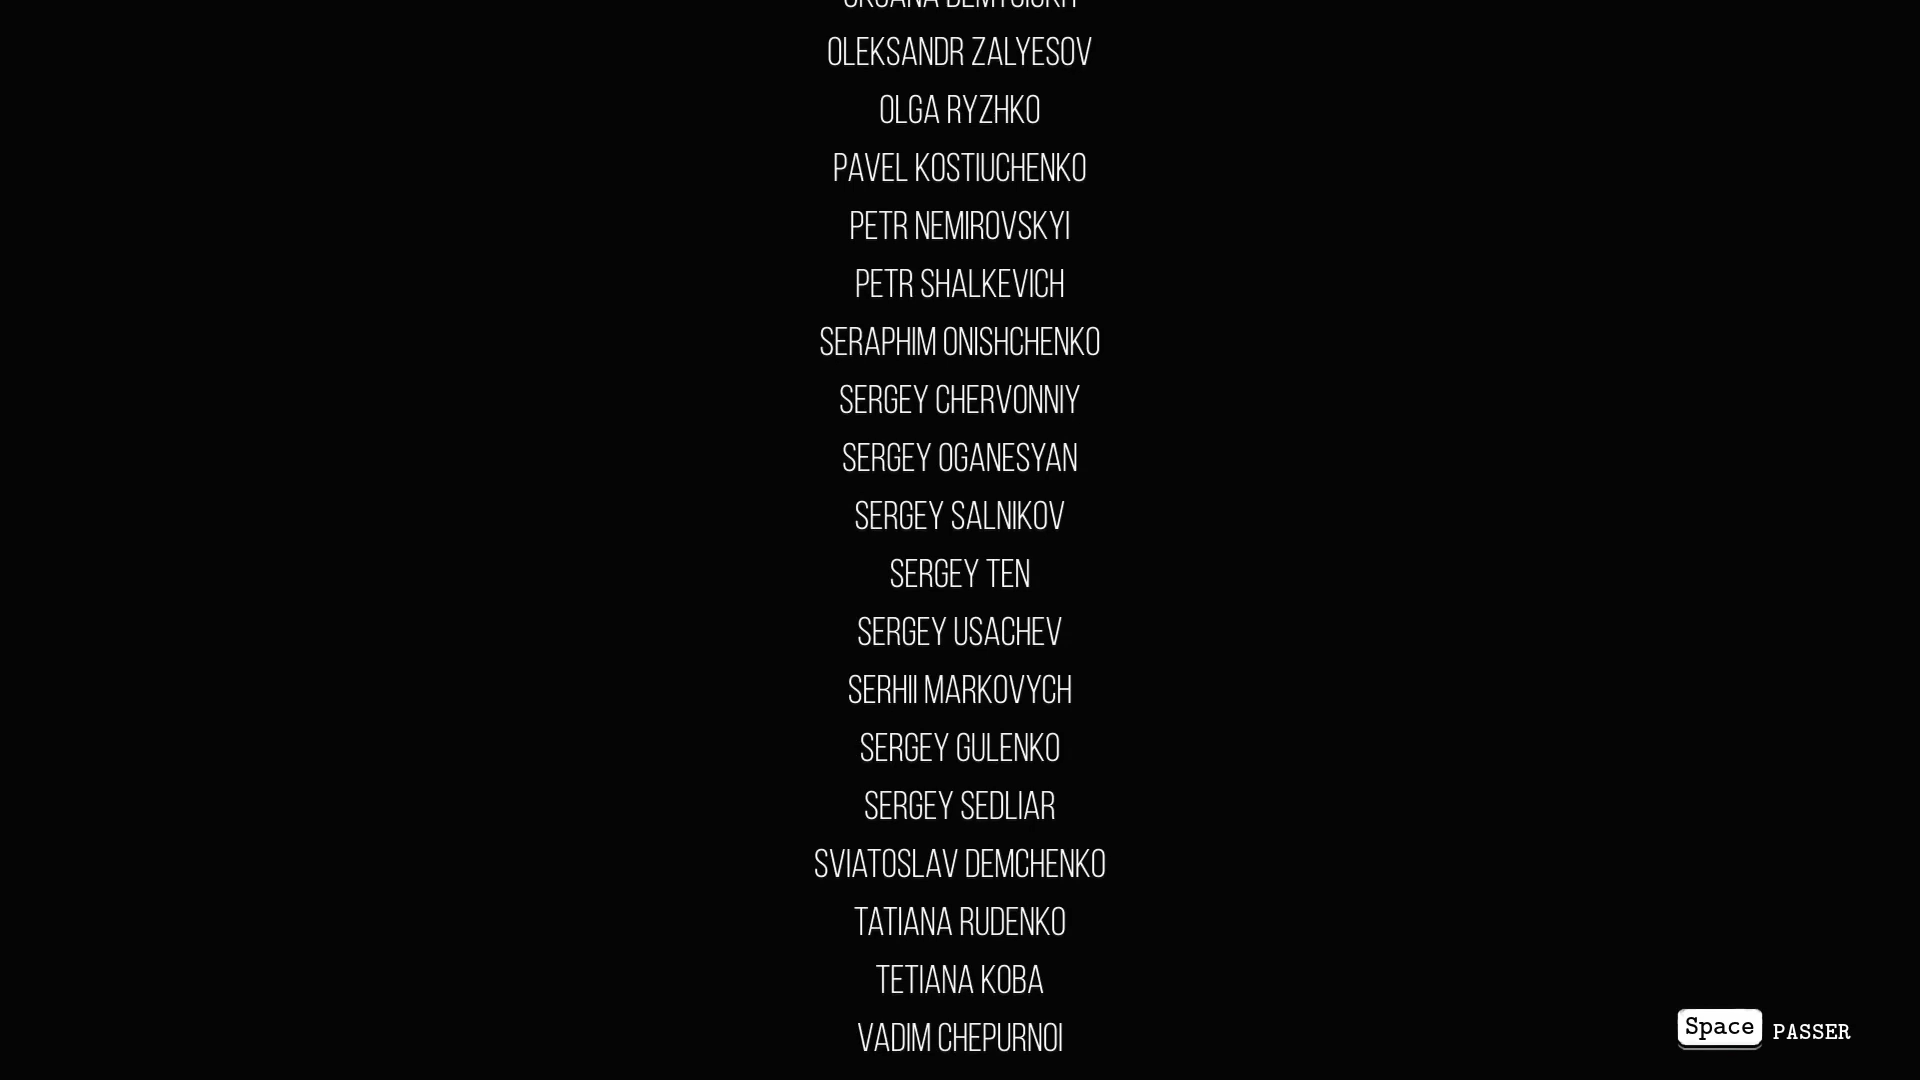 OLEKSANDR ZALYESOV
OLGA RYZHKO
PAVEL KOSTIUCHENKO
PETR NEMIROVSKYI
PETR SHALKEVICH
SERAPHIM ONISHCHENKO
SERGEY CHERVONNIY
SERGEY OGANESYAN
SERGEY SALNIKOV
SERGEY TEN
SERGEY USACHEV
SERHII MARKOVYCH
SERGEY GULENKO
SERGEY SEDLIAR
SVIATOSLAV DEMCHENKO
TATIANA RUDENKO
TETIANA KOBA
VADIM CHEPURNOI
Space PASSER